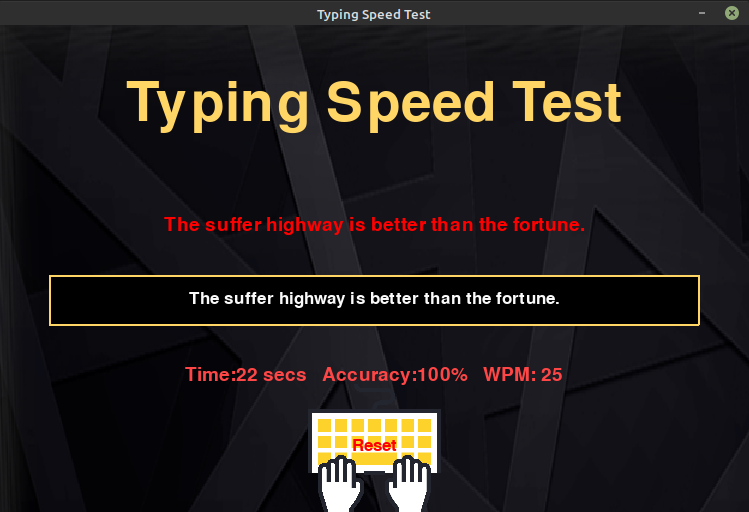 Typing Speed Test
Typing Speed Test
The suffer highway is better than the fortune.
The suffer highway is better than the fortune.
Time:22 secs   Accuracy:100%   WPM: 25
Reset